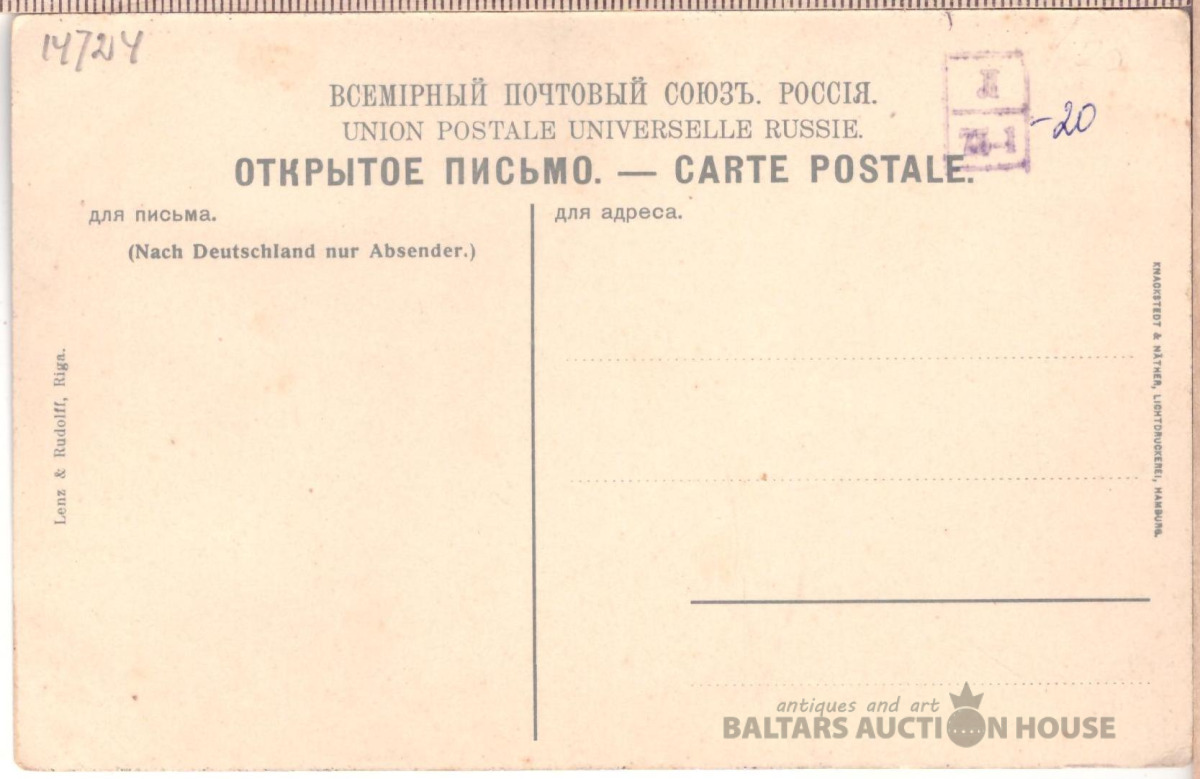 14724
ВСЕМІРНЫЙ ПОЧТОВЫЙ СОЮЗЪ. РОССІЯ.
UNION POSTALE UNIVERSELLE RUSSIE.
ОТКРЫТОЕ ПИСЬМО. — CARTE POSTALE.
Л
-20
для письма.
(Nach Deutschland nur Absender.)
для адреса.
Lenz & Rudolff, Riga.
KNACKSTEDT & NÄTHER, LICHTDRUCKEREI, HAMBURG.
antiques and art
BALTARS AUCTION HOUSE